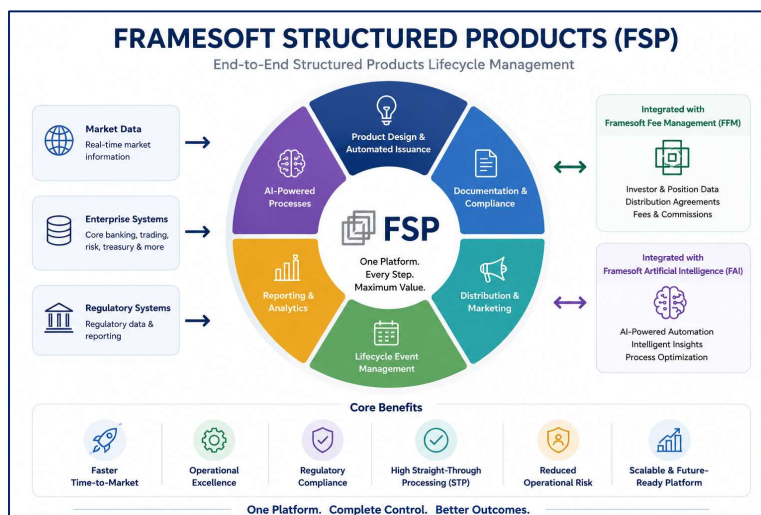 FRAMESOFT STRUCTURED PRODUCTS (FSP)
End-to-End Structured Products Lifecycle Management
Market Data
Real-time market
information
Enterprise Systems
Core banking, trading,
risk, treasury & more
Regulatory Systems
Regulatory data &
reporting
Product Design &
Automated Issuance
Documentation &
Compliance
Distribution &
Marketing
Lifecycle Event
Management
Reporting &
Analytics
AI-Powered
Processes
FSP
One Platform.
Every Step.
Maximum Value.
Integrated with
Framesoft Fee Management (FFM)
Investor & Position Data
Distribution Agreements
Fees & Commissions
Integrated with
Framesoft Artificial Intelligence (FAI)
AI-Powered Automation
Intelligent Insights
Process Optimization
Core Benefits
Faster
Time-to-Market
Operational
Excellence
Regulatory
Compliance
High Straight-Through
Processing (STP)
Reduced
Operational Risk
Scalable & Future-
Ready Platform
One Platform. Complete Control. Better Outcomes.